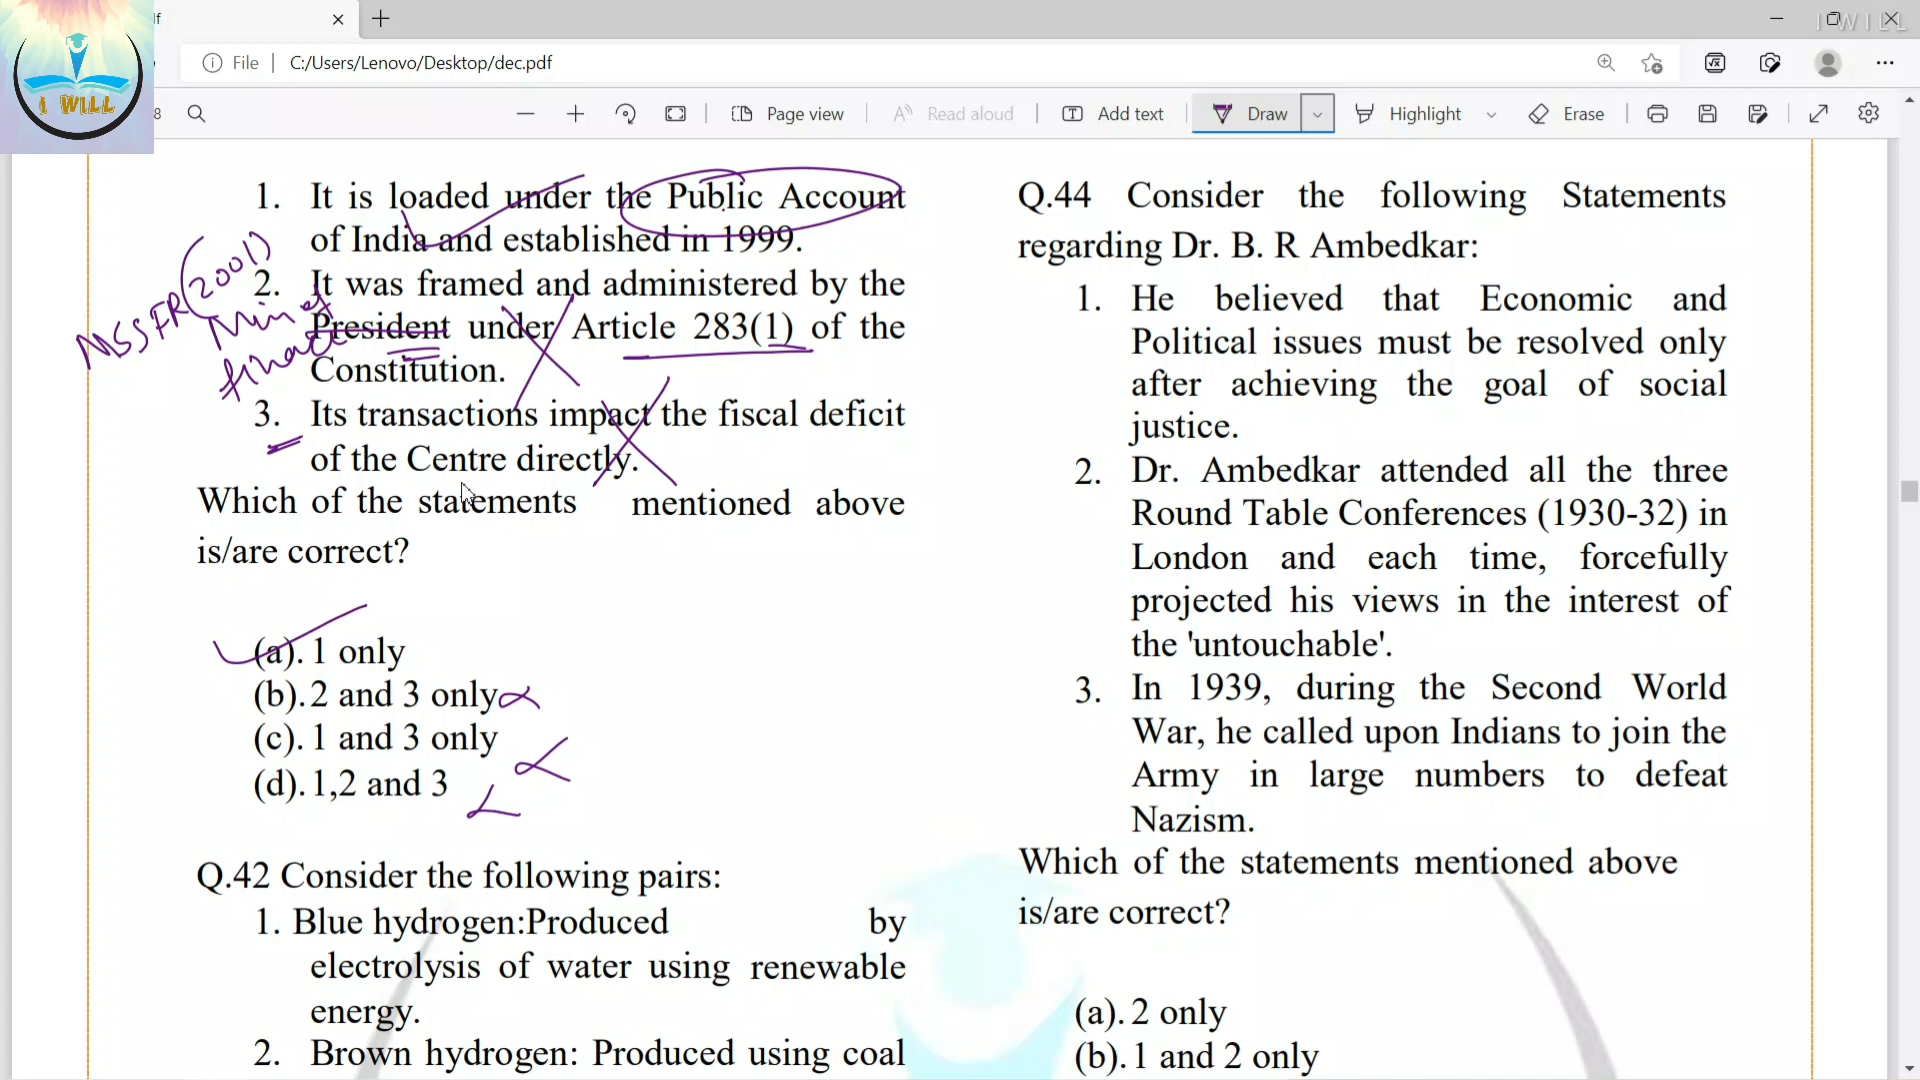 lf
I WILL
I WILL
File
C:/Users/Lenovo/Desktop/dec.pdf
8
Page view
Read aloud
Add text
Draw
Highlight
Erase
1. It is loaded under the Public Account
of India and established in 1999.
2. It was framed and administered by the
President under Article 283(1) of the
Constitution.
3. Its transactions impact the fiscal deficit
of the Centre directly.
Which of the statements mentioned above
is/are correct?
(a). 1 only
(b). 2 and 3 only
(c). 1 and 3 only
(d). 1,2 and 3
NSSFR (2001)
Min of
finance
Q.42 Consider the following pairs:
1. Blue hydrogen:Produced by
electrolysis of water using renewable
energy.
2. Brown hydrogen: Produced using coal
Q.44 Consider the following Statements
regarding Dr. B. R Ambedkar:
1. He believed that Economic and
Political issues must be resolved only
after achieving the goal of social
justice.
2. Dr. Ambedkar attended all the three
Round Table Conferences (1930-32) in
London and each time, forcefully
projected his views in the interest of
the 'untouchable'.
3. In 1939, during the Second World
War, he called upon Indians to join the
Army in large numbers to defeat
Nazism.
Which of the statements mentioned above
is/are correct?
(a). 2 only
(b). 1 and 2 only